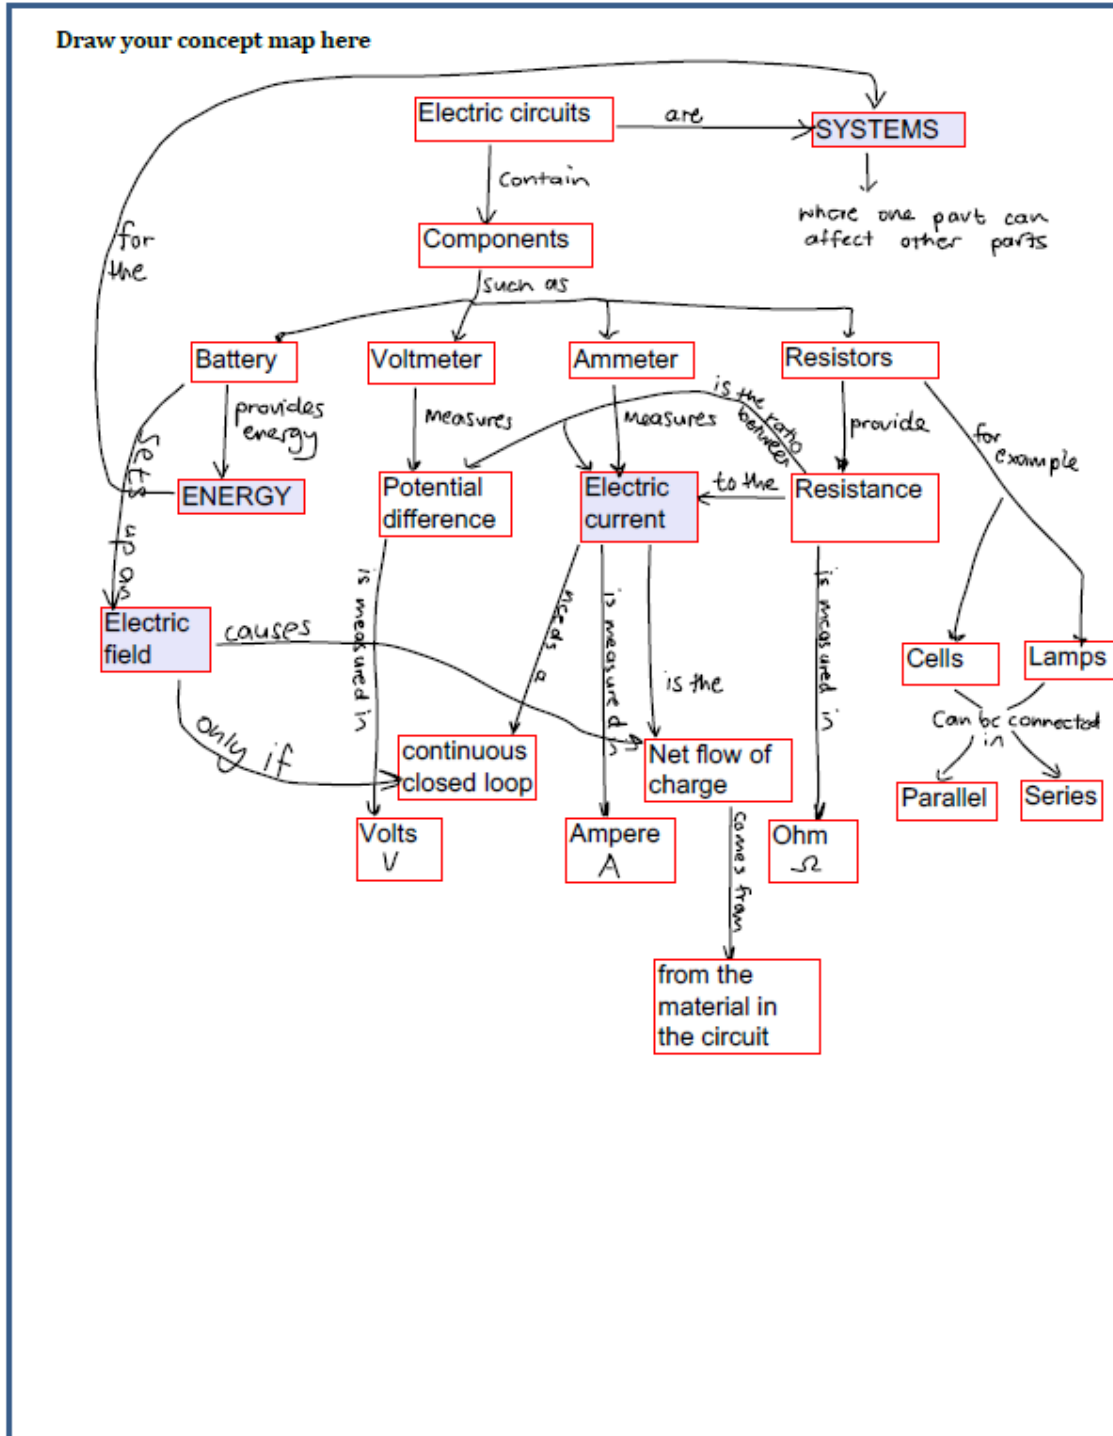 Draw your concept map here
Electric circuits
are
SYSTEMS
contain
where one part can
affect other parts
for
the
Components
such as
Battery
Voltmeter
Ammeter
Resistors
provides
energy
measures
measures
is the ratio
between
provide
for
example
sets up an
ENERGY
Potential
difference
Electric
current
to the
Resistance
Electric
field
causes
is measured in
needs a
is measured in
is the
is measured in
Cells
Lamps
Can be connected
in
only if
continuous
closed loop
Net flow of
charge
Parallel
Series
Volts
V
Ampere
A
Ohm
Ω
comes from
from the
material in
the circuit